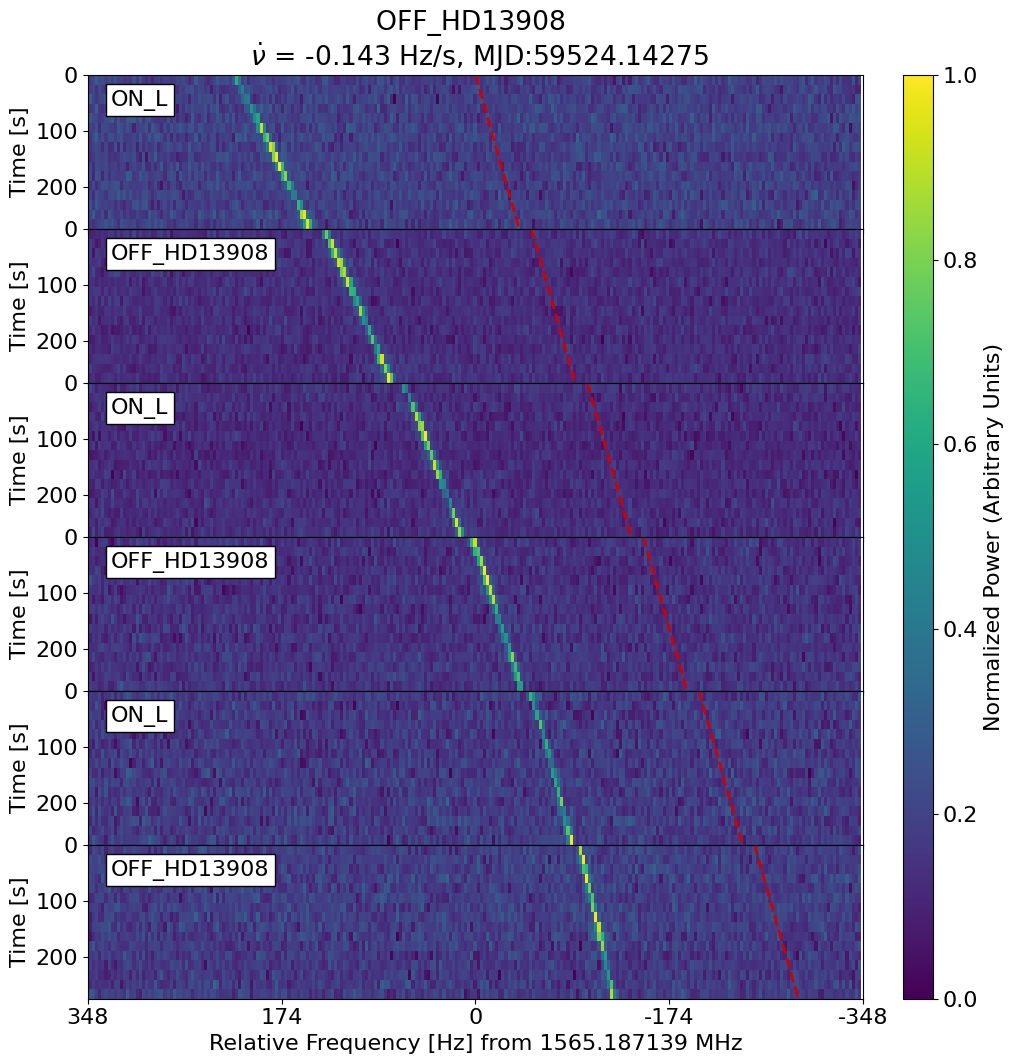 OFF_HD13908
ν̇ = -0.143 Hz/s, MJD:59524.14275
ON_L
OFF_HD13908
ON_L
OFF_HD13908
ON_L
OFF_HD13908
Time [s]
0
100
200
Time [s]
0
100
200
Time [s]
0
100
200
Time [s]
0
100
200
Time [s]
0
100
200
Time [s]
0
100
200
348 174 0 -174 -348
Relative Frequency [Hz] from 1565.187139 MHz
1.0
0.8
0.6
0.4
0.2
0.0
Normalized Power (Arbitrary Units)